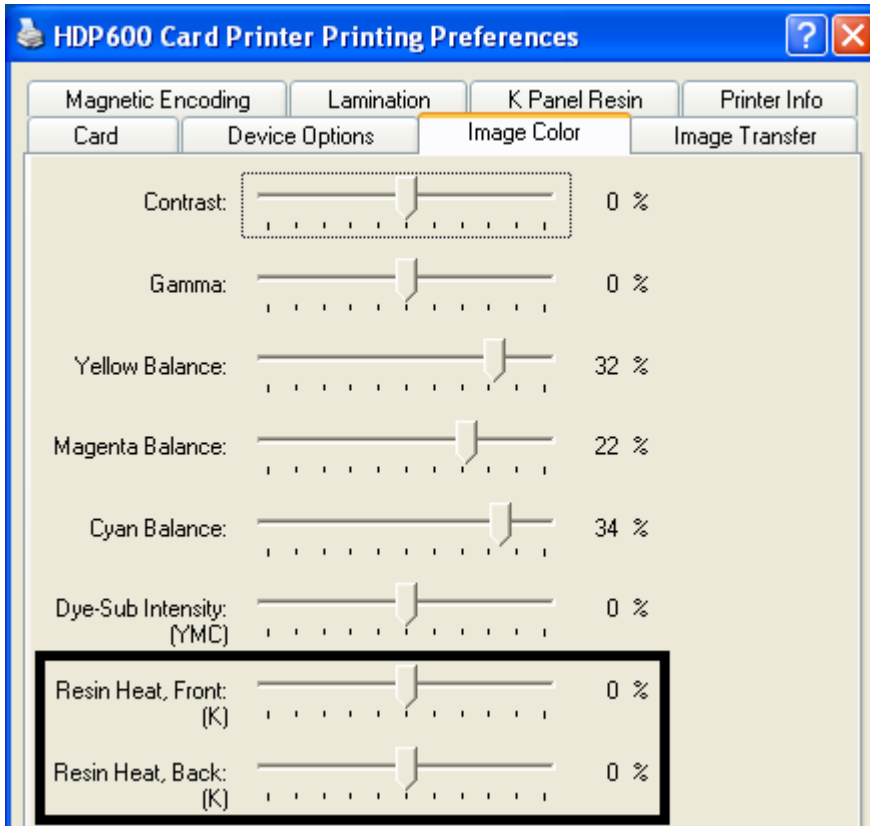 HDP600 Card Printer Printing Preferences
Magnetic Encoding Lamination K Panel Resin Printer Info
Card Device Options Image Color Image Transfer
Contrast: 0 %
Gamma: 0 %
Yellow Balance: 32 %
Magenta Balance: 22 %
Cyan Balance: 34 %
Dye-Sub Intensity: 0 %
(YMC)
Resin Heat, Front: 0 %
(K)
Resin Heat, Back: 0 %
(K)